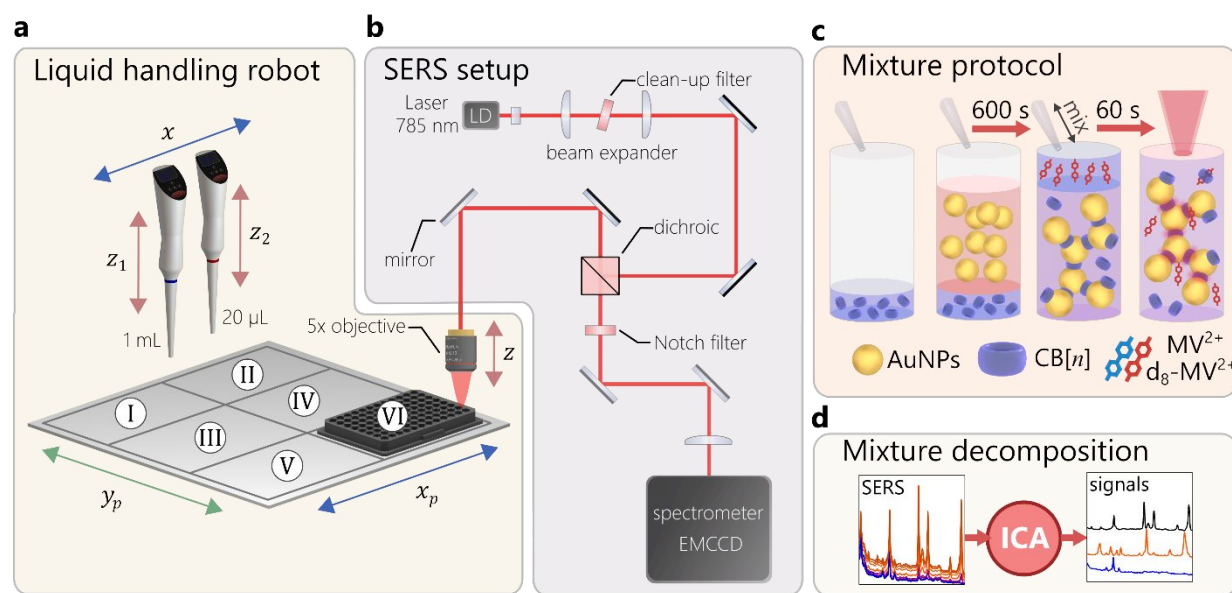 a
Liquid handling robot
x
z₁
z₂
1 mL
20 µL
I
II
III
IV
V
VI
yₚ
xₚ
b
SERS setup
Laser
785 nm
LD
clean-up filter
beam expander
mirror
dichroic
5x objective
z
Notch filter
spectrometer
EMCCD
c
Mixture protocol
600 s
mix
60 s
AuNPs
CB[n]
MV²⁺
d₈-MV²⁺
d
Mixture decomposition
SERS
ICA
signals